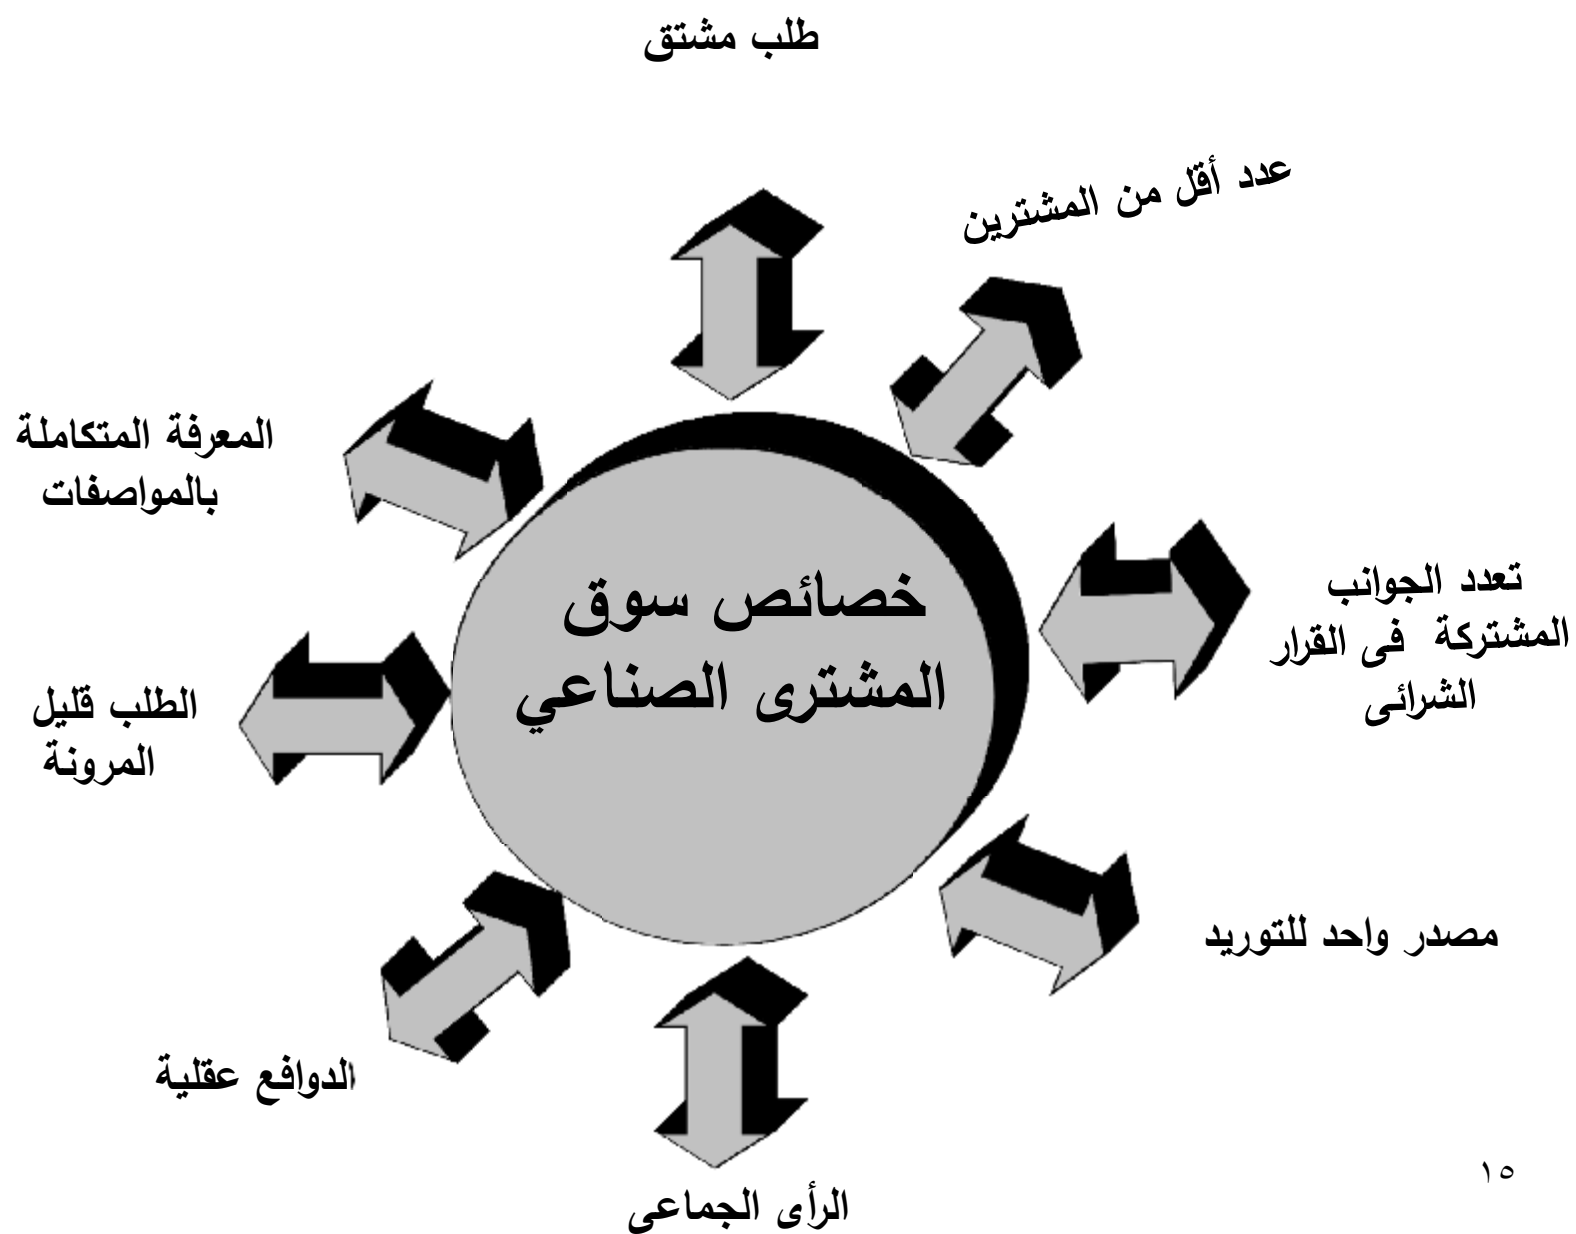 طلب مشتق
عدد أقل من المشترين
المعرفة المتكاملة
بالمواصفات
خصائص سوق
المشترى الصناعي
تعدد الجوانب
المشتركة فى القرار
الشرائى
الطلب قليل
المرونة
مصدر واحد للتوريد
الدوافع عقلية
الرأى الجماعى
١٥